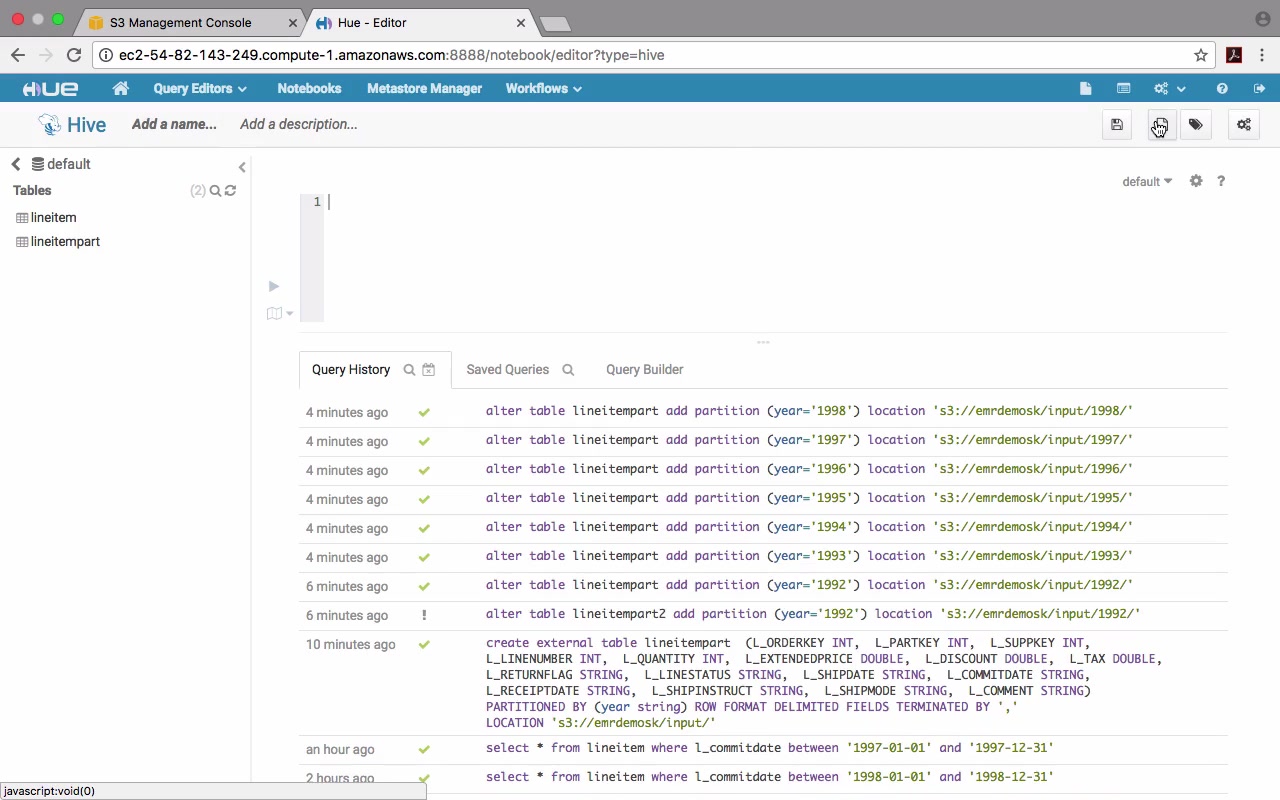 S3 Management Console
Hue - Editor
ec2-54-82-143-249.compute-1.amazonaws.com:8888/notebook/editor?type=hive
HUE Query Editors Notebooks Metastore Manager Workflows
Hive Add a name... Add a description...
default
Tables (2)
lineitem
lineitempart
default ?
1
Query History Saved Queries Query Builder
4 minutes ago alter table lineitempart add partition (year='1998') location 's3://emrdemosk/input/1998/'
4 minutes ago alter table lineitempart add partition (year='1997') location 's3://emrdemosk/input/1997/'
4 minutes ago alter table lineitempart add partition (year='1996') location 's3://emrdemosk/input/1996/'
4 minutes ago alter table lineitempart add partition (year='1995') location 's3://emrdemosk/input/1995/'
4 minutes ago alter table lineitempart add partition (year='1994') location 's3://emrdemosk/input/1994/'
4 minutes ago alter table lineitempart add partition (year='1993') location 's3://emrdemosk/input/1993/'
6 minutes ago alter table lineitempart add partition (year='1992') location 's3://emrdemosk/input/1992/'
6 minutes ago ! alter table lineitempart2 add partition (year='1992') location 's3://emrdemosk/input/1992/'
10 minutes ago create external table lineitempart (L_ORDERKEY INT, L_PARTKEY INT, L_SUPPKEY INT,
L_LINENUMBER INT, L_QUANTITY INT, L_EXTENDEDPRICE DOUBLE, L_DISCOUNT DOUBLE, L_TAX DOUBLE,
L_RETURNFLAG STRING, L_LINESTATUS STRING, L_SHIPDATE STRING, L_COMMITDATE STRING,
L_RECEIPTDATE STRING, L_SHIPINSTRUCT STRING, L_SHIPMODE STRING, L_COMMENT STRING)
PARTITIONED BY (year string) ROW FORMAT DELIMITED FIELDS TERMINATED BY ','
LOCATION 's3://emrdemosk/input/'
an hour ago select * from lineitem where l_commitdate between '1997-01-01' and '1997-12-31'
2 hours ago select * from lineitem where l_commitdate between '1998-01-01' and '1998-12-31'
javascript:void(0)